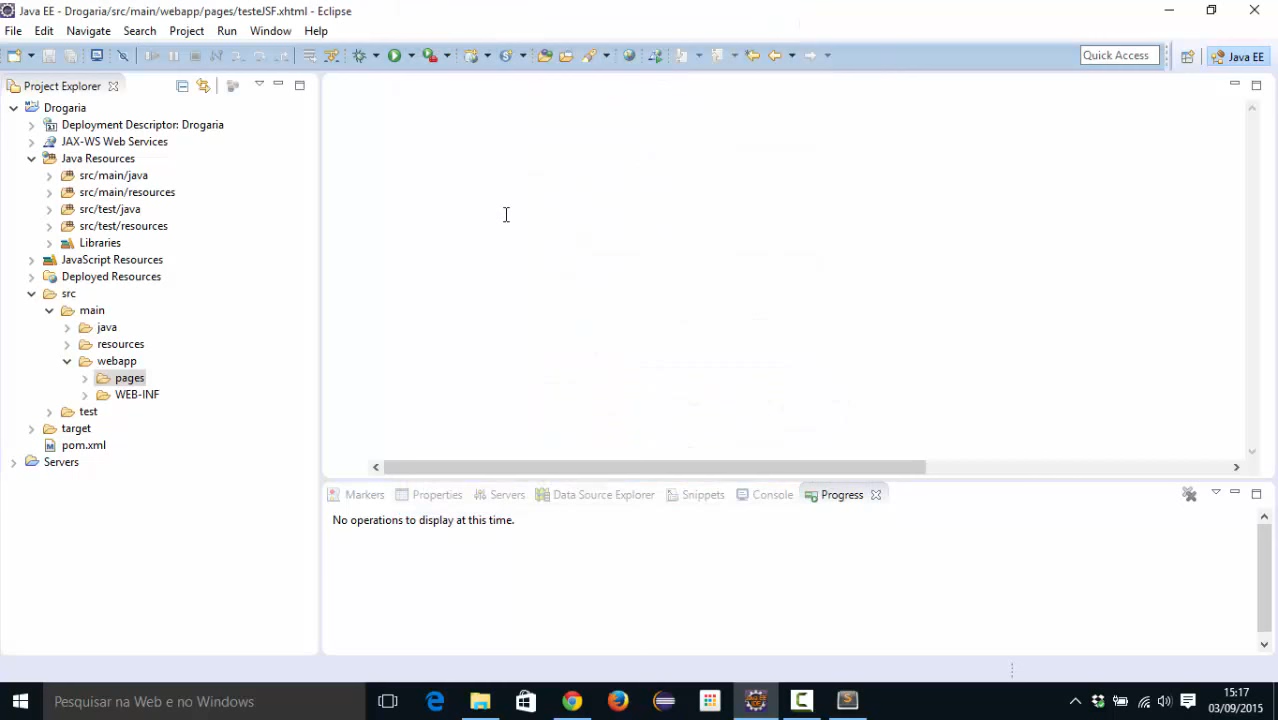 Java EE - Drogaria/src/main/webapp/pages/testeJSF.xhtml - Eclipse
File Edit Navigate Search Project Run Window Help
Quick Access Java EE
Project Explorer
Drogaria
Deployment Descriptor: Drogaria
JAX-WS Web Services
Java Resources
src/main/java
src/main/resources
src/test/java
src/test/resources
Libraries
JavaScript Resources
Deployed Resources
src
main
java
resources
webapp
pages
WEB-INF
test
target
pom.xml
Servers
Markers Properties Servers Data Source Explorer Snippets Console Progress
No operations to display at this time.
Pesquisar na Web e no Windows
15:17
03/09/2015